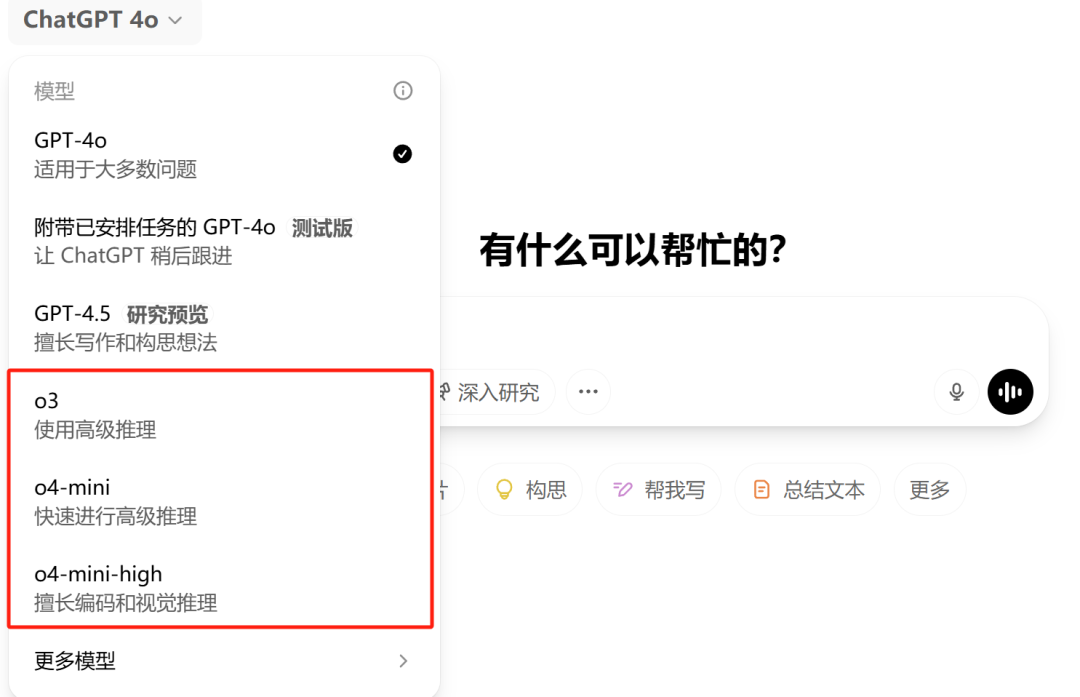 ChatGPT 4o
模型
GPT-4o
适用于大多数问题
附带已安排任务的 GPT-4o 测试版
让 ChatGPT 稍后跟进
GPT-4.5 研究预览
擅长写作和构思想法
o3
使用高级推理
o4-mini
快速进行高级推理
o4-mini-high
擅长编码和视觉推理
更多模型
有什么可以帮忙的？
深入研究
构思
帮我写
总结文本
更多